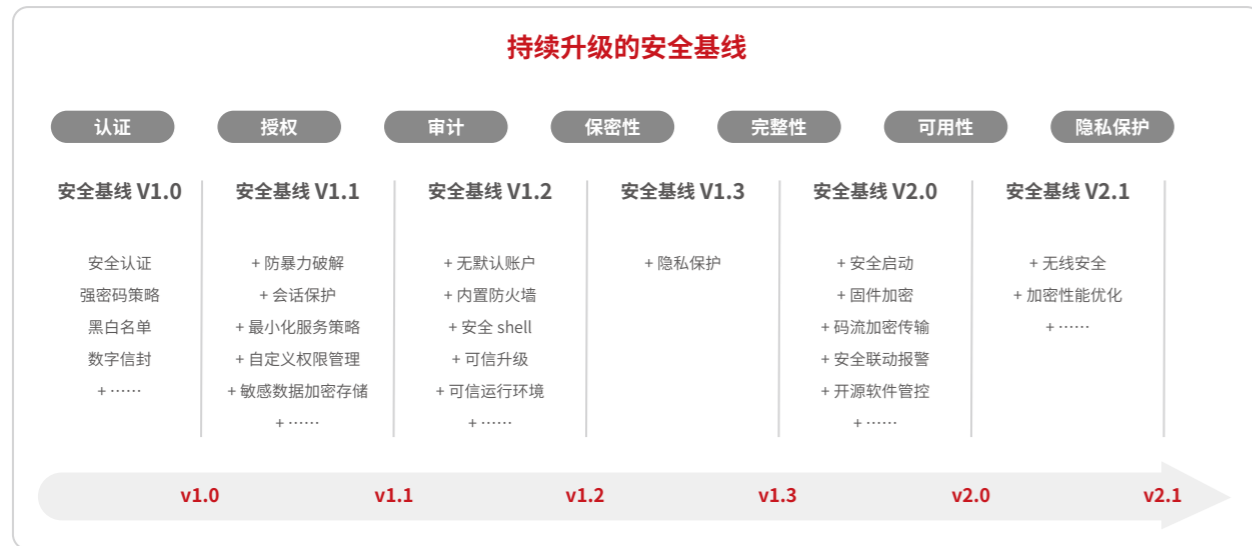 持续升级的安全基线
认证
授权
审计
保密性
完整性
可用性
隐私保护
安全基线 V1.0
安全认证
强密码策略
黑白名单
数字信封
+ ……
安全基线 V1.1
+ 防暴力破解
+ 会话保护
+ 最小化服务策略
+ 自定义权限管理
+ 敏感数据加密存储
+ ……
安全基线 V1.2
+ 无默认账户
+ 内置防火墙
+ 安全 shell
+ 可信升级
+ 可信运行环境
+ ……
安全基线 V1.3
+ 隐私保护
安全基线 V2.0
+ 安全启动
+ 固件加密
+ 码流加密传输
+ 安全联动报警
+ 开源软件管控
+ ……
安全基线 V2.1
+ 无线安全
+ 加密性能优化
+ ……
v1.0
v1.1
v1.2
v1.3
v2.0
v2.1